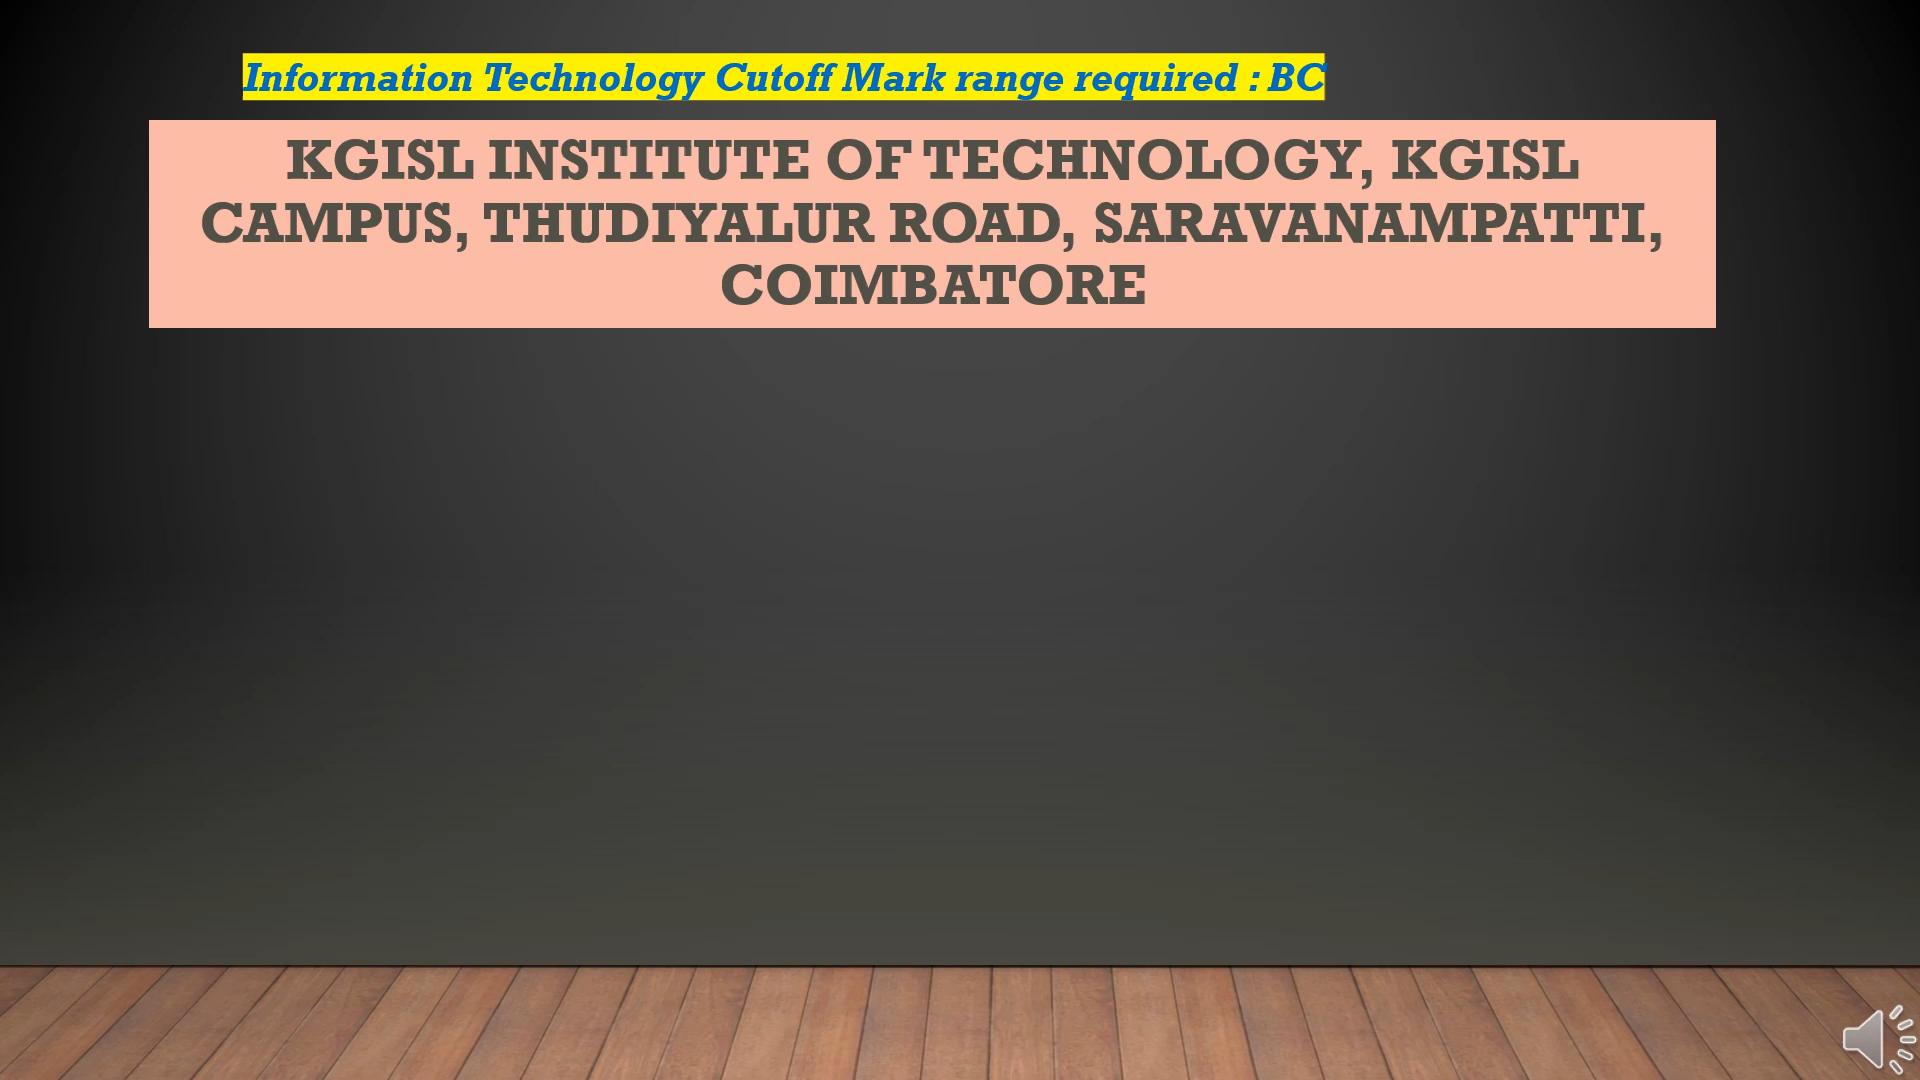 Information Technology Cutoff Mark range required : BC
KGISL INSTITUTE OF TECHNOLOGY, KGISL
CAMPUS, THUDIYALUR ROAD, SARAVANAMPATTI,
COIMBATORE